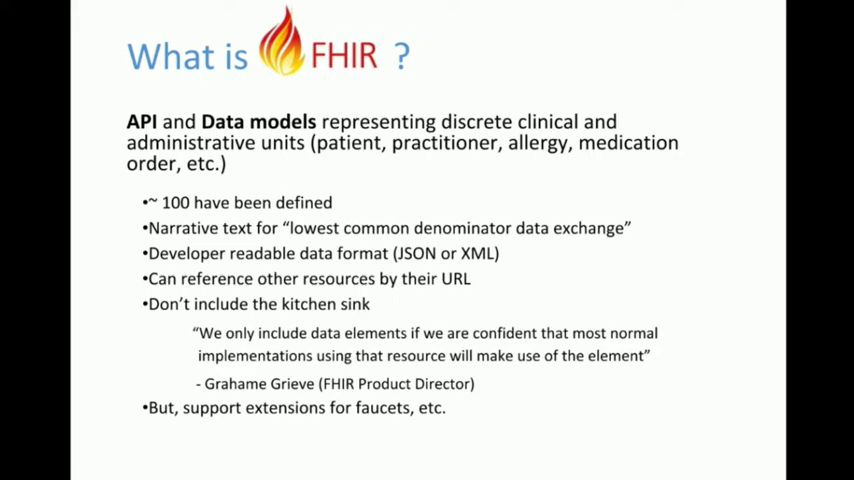 What is FHIR ?
API and Data models representing discrete clinical and
administrative units (patient, practitioner, allergy, medication
order, etc.)
•~ 100 have been defined
•Narrative text for “lowest common denominator data exchange”
•Developer readable data format (JSON or XML)
•Can reference other resources by their URL
•Don’t include the kitchen sink
“We only include data elements if we are confident that most normal
implementations using that resource will make use of the element”
- Grahame Grieve (FHIR Product Director)
•But, support extensions for faucets, etc.